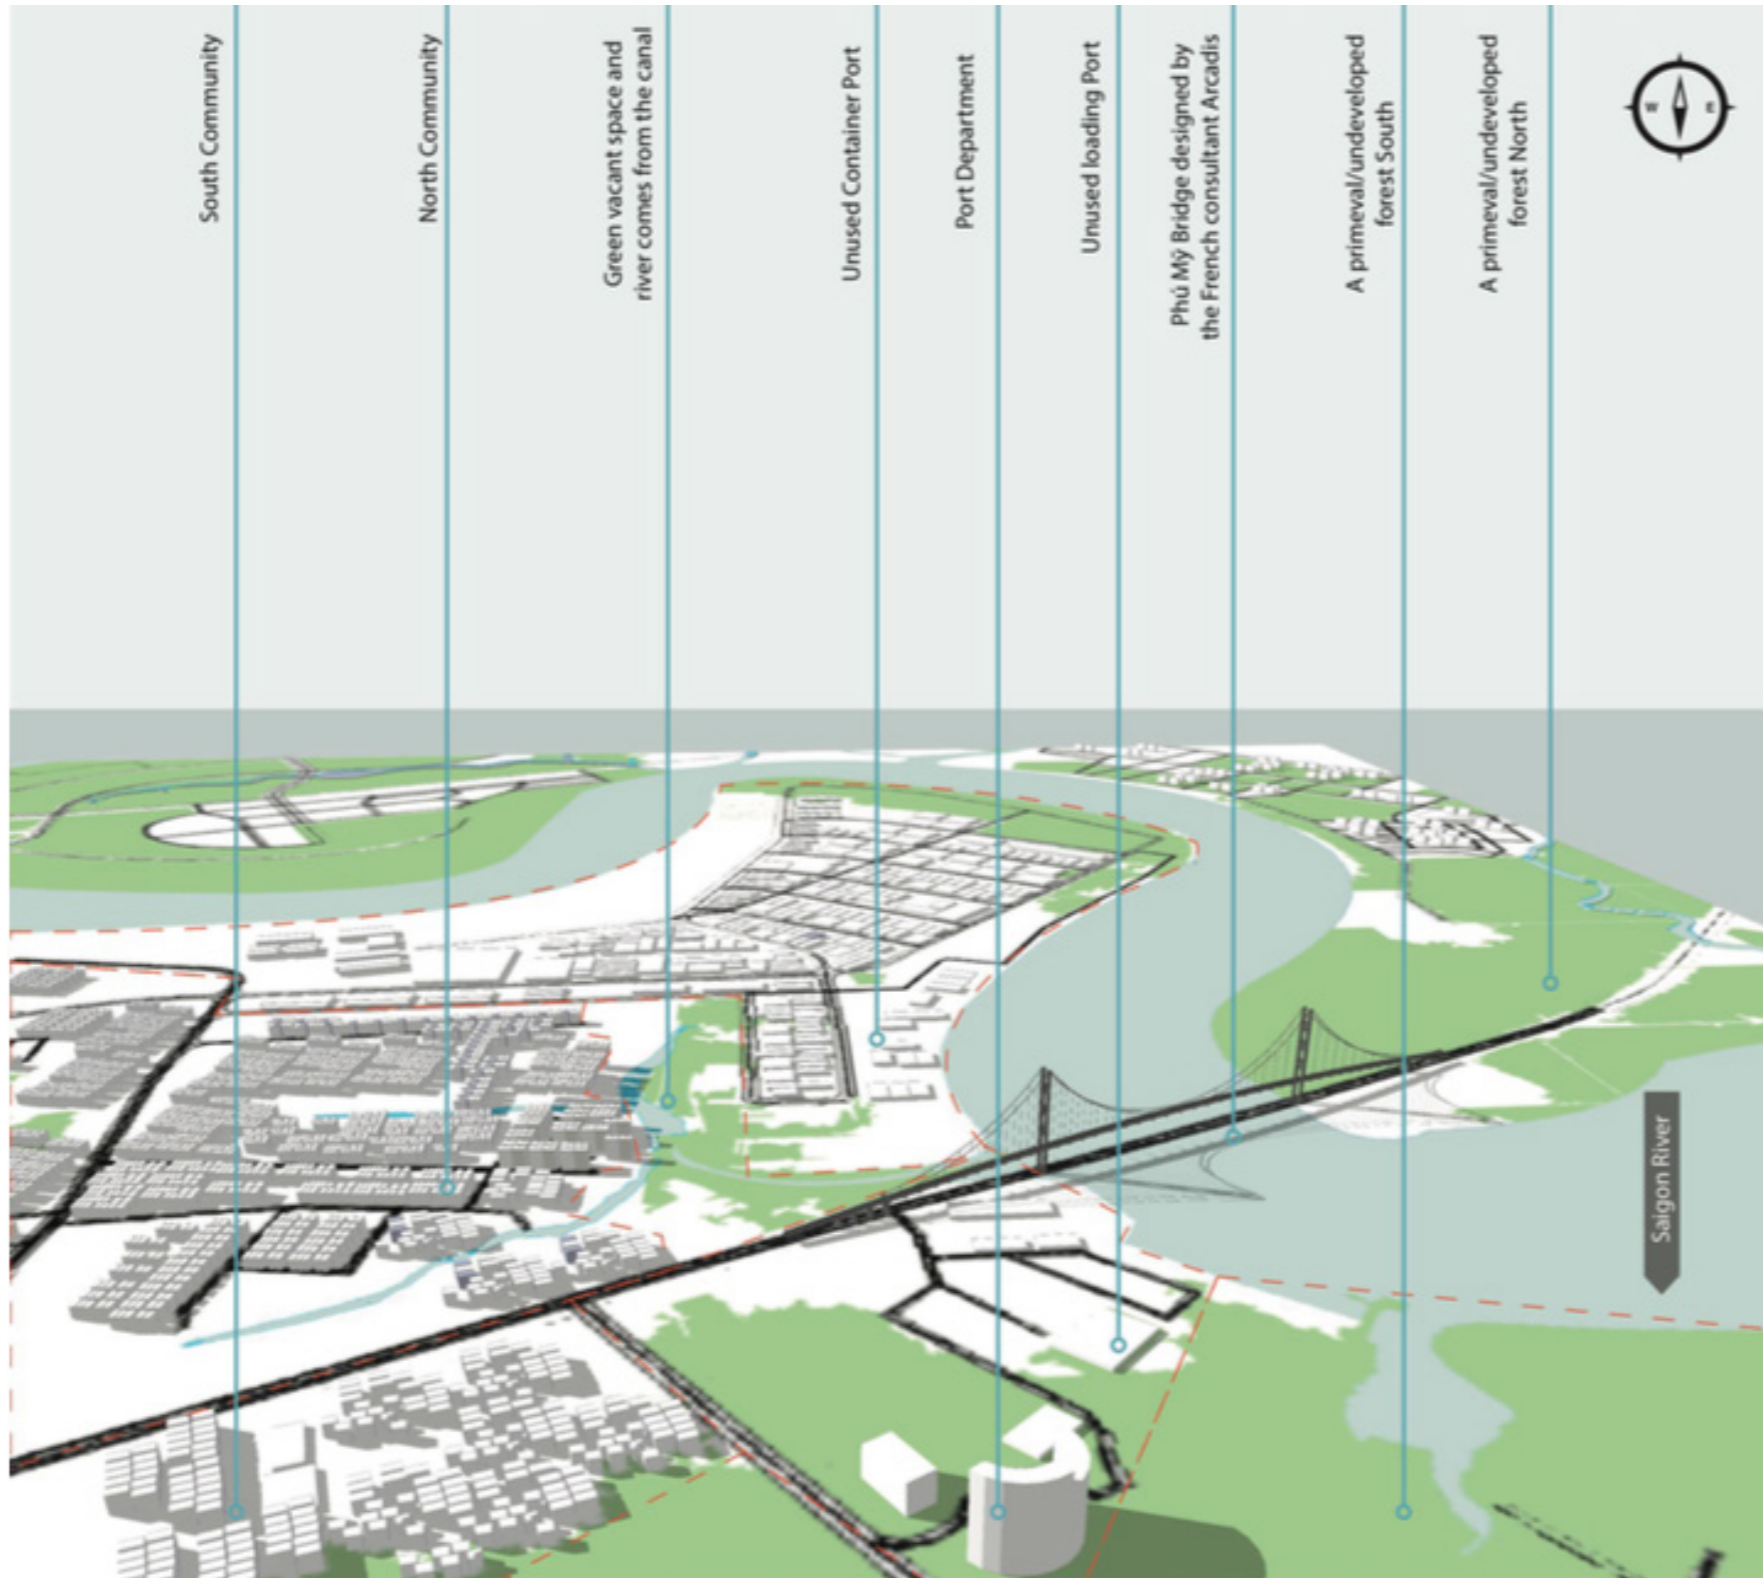 South Community
North Community
Green vacant space and
river comes from the canal
Unused Container Port
Port Department
Unused loading Port
Phú Mỹ Bridge designed by
the French consultant Arcadis
A primeval/undeveloped
forest South
A primeval/undeveloped
forest North
W
E
Saigon River